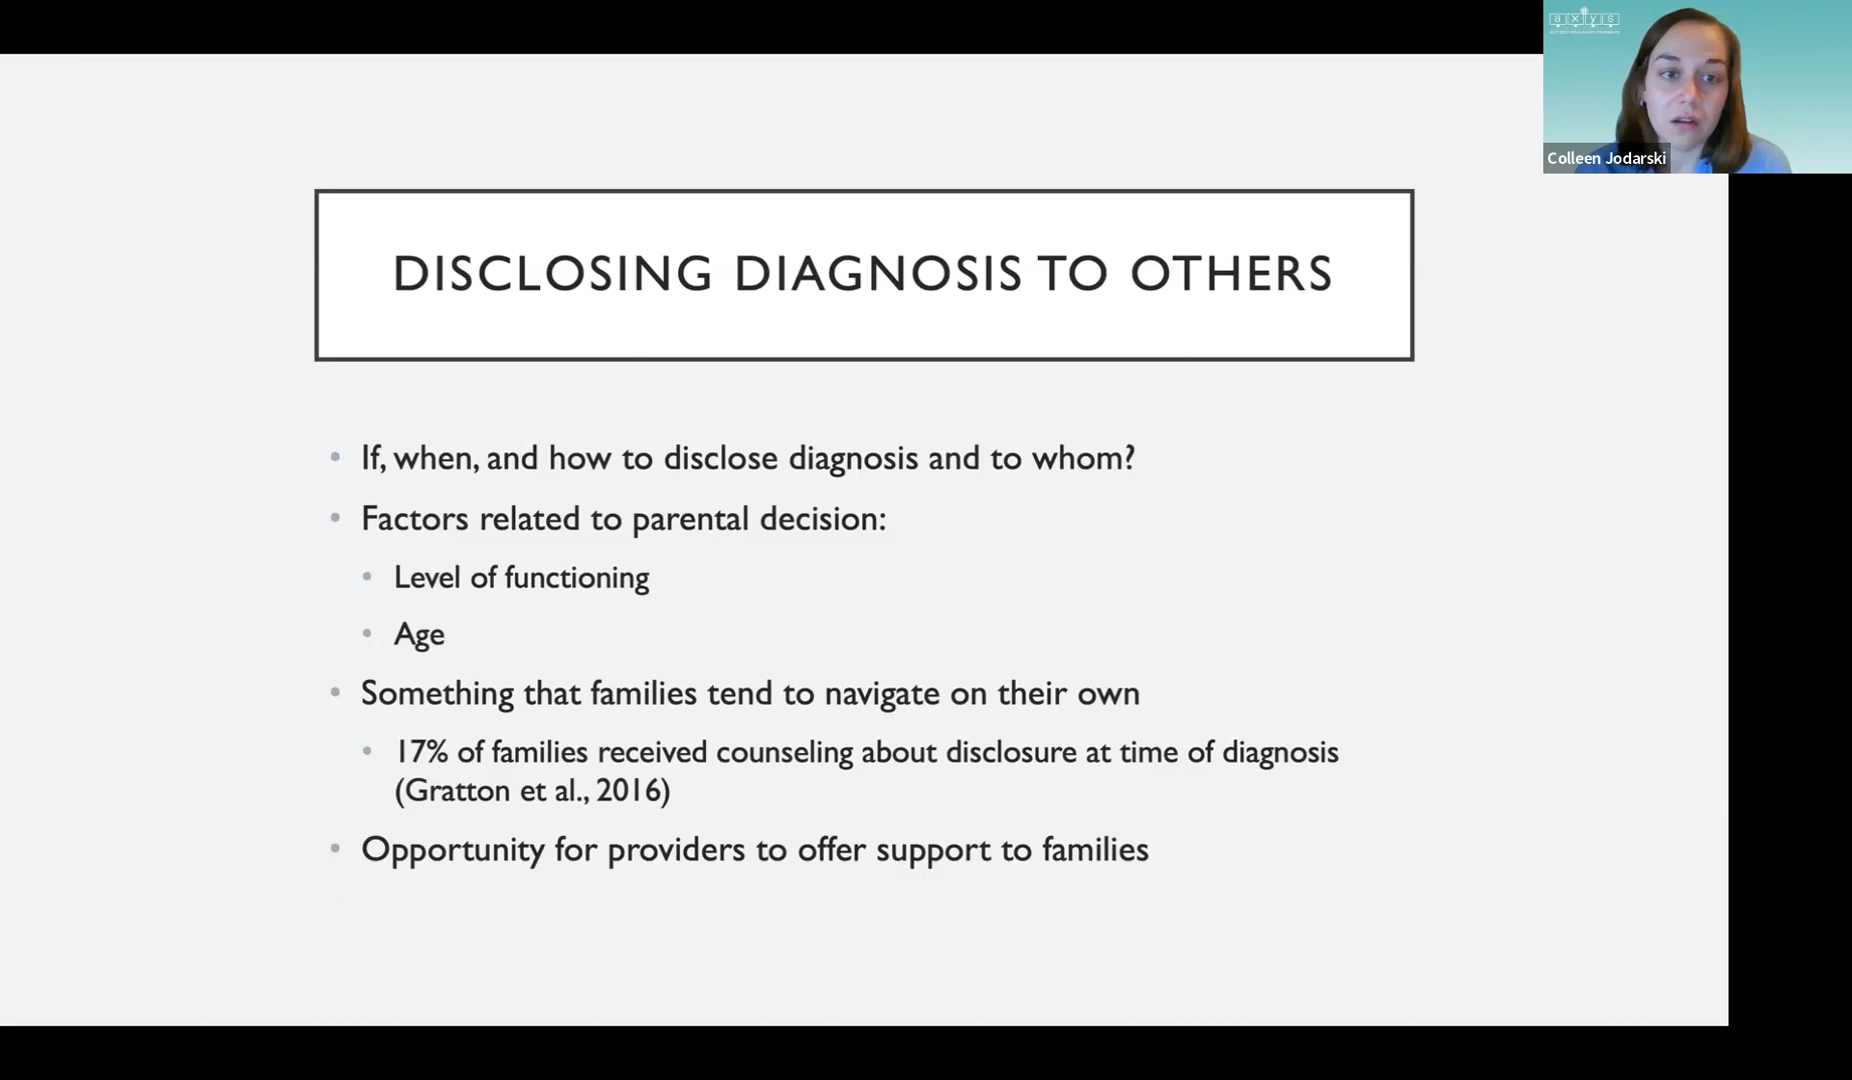 axys
Colleen Jodarski
DISCLOSING DIAGNOSIS TO OTHERS
• If, when, and how to disclose diagnosis and to whom?
• Factors related to parental decision:
• Level of functioning
• Age
• Something that families tend to navigate on their own
• 17% of families received counseling about disclosure at time of diagnosis
(Gratton et al., 2016)
• Opportunity for providers to offer support to families